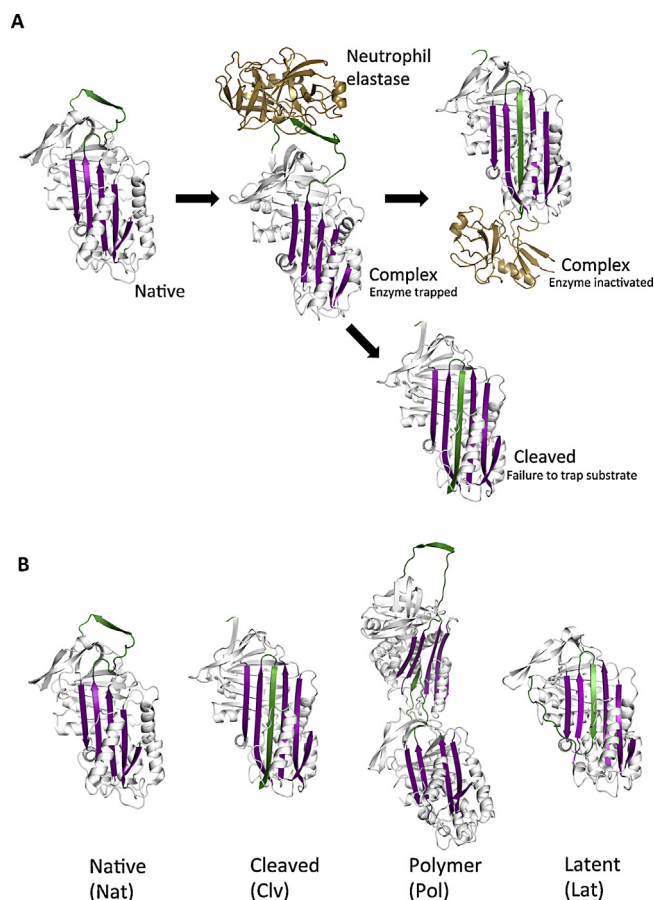 A
Neutrophil
elastase
Native
Complex
Enzyme trapped
Complex
Enzyme inactivated
Cleaved
Failure to trap substrate
B
Native
(Nat)
Cleaved
(Clv)
Polymer
(Pol)
Latent
(Lat)